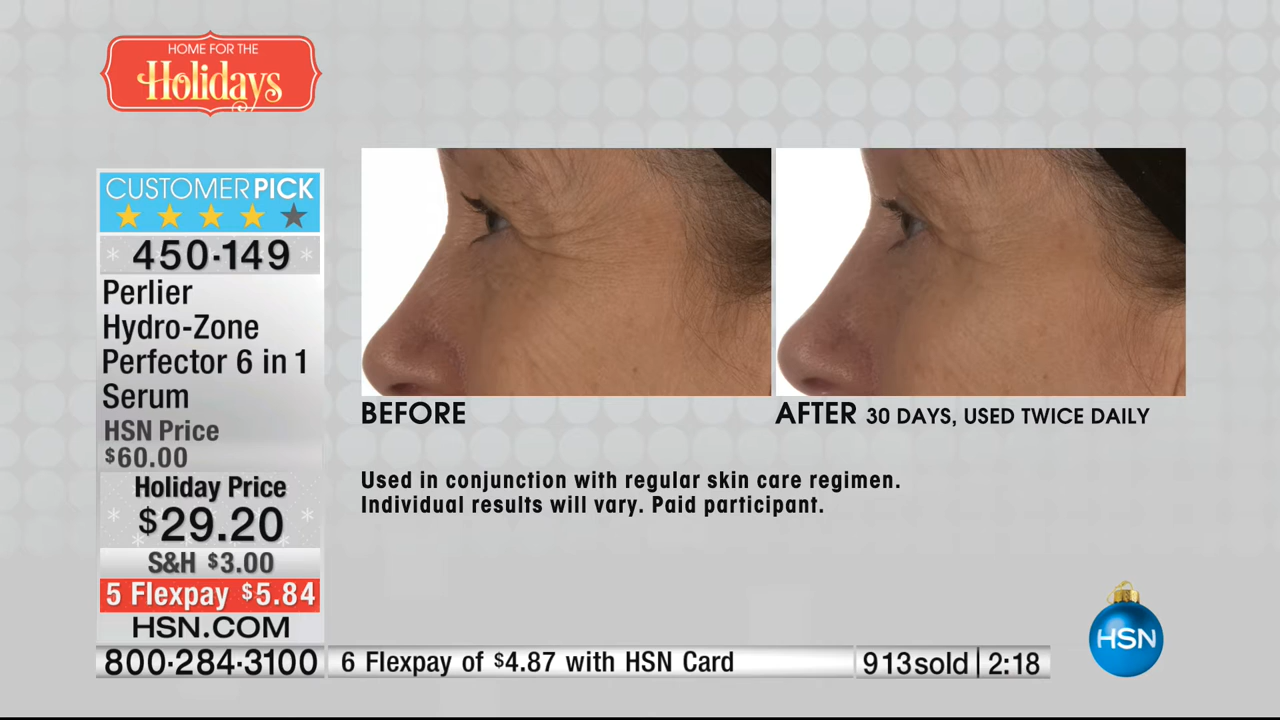 HOME FOR THE
Holidays
CUSTOMERPICK
450·149
Perlier
Hydro-Zone
Perfector 6 in 1
Serum
HSN Price
$60.00
Holiday Price
$29.20
S&H $3.00
5 Flexpay $5.84
HSN.COM
800·284·3100
BEFORE
AFTER 30 DAYS, USED TWICE DAILY
Used in conjunction with regular skin care regimen.
Individual results will vary. Paid participant.
HSN
6 Flexpay of $4.87 with HSN Card
913sold | 2:18